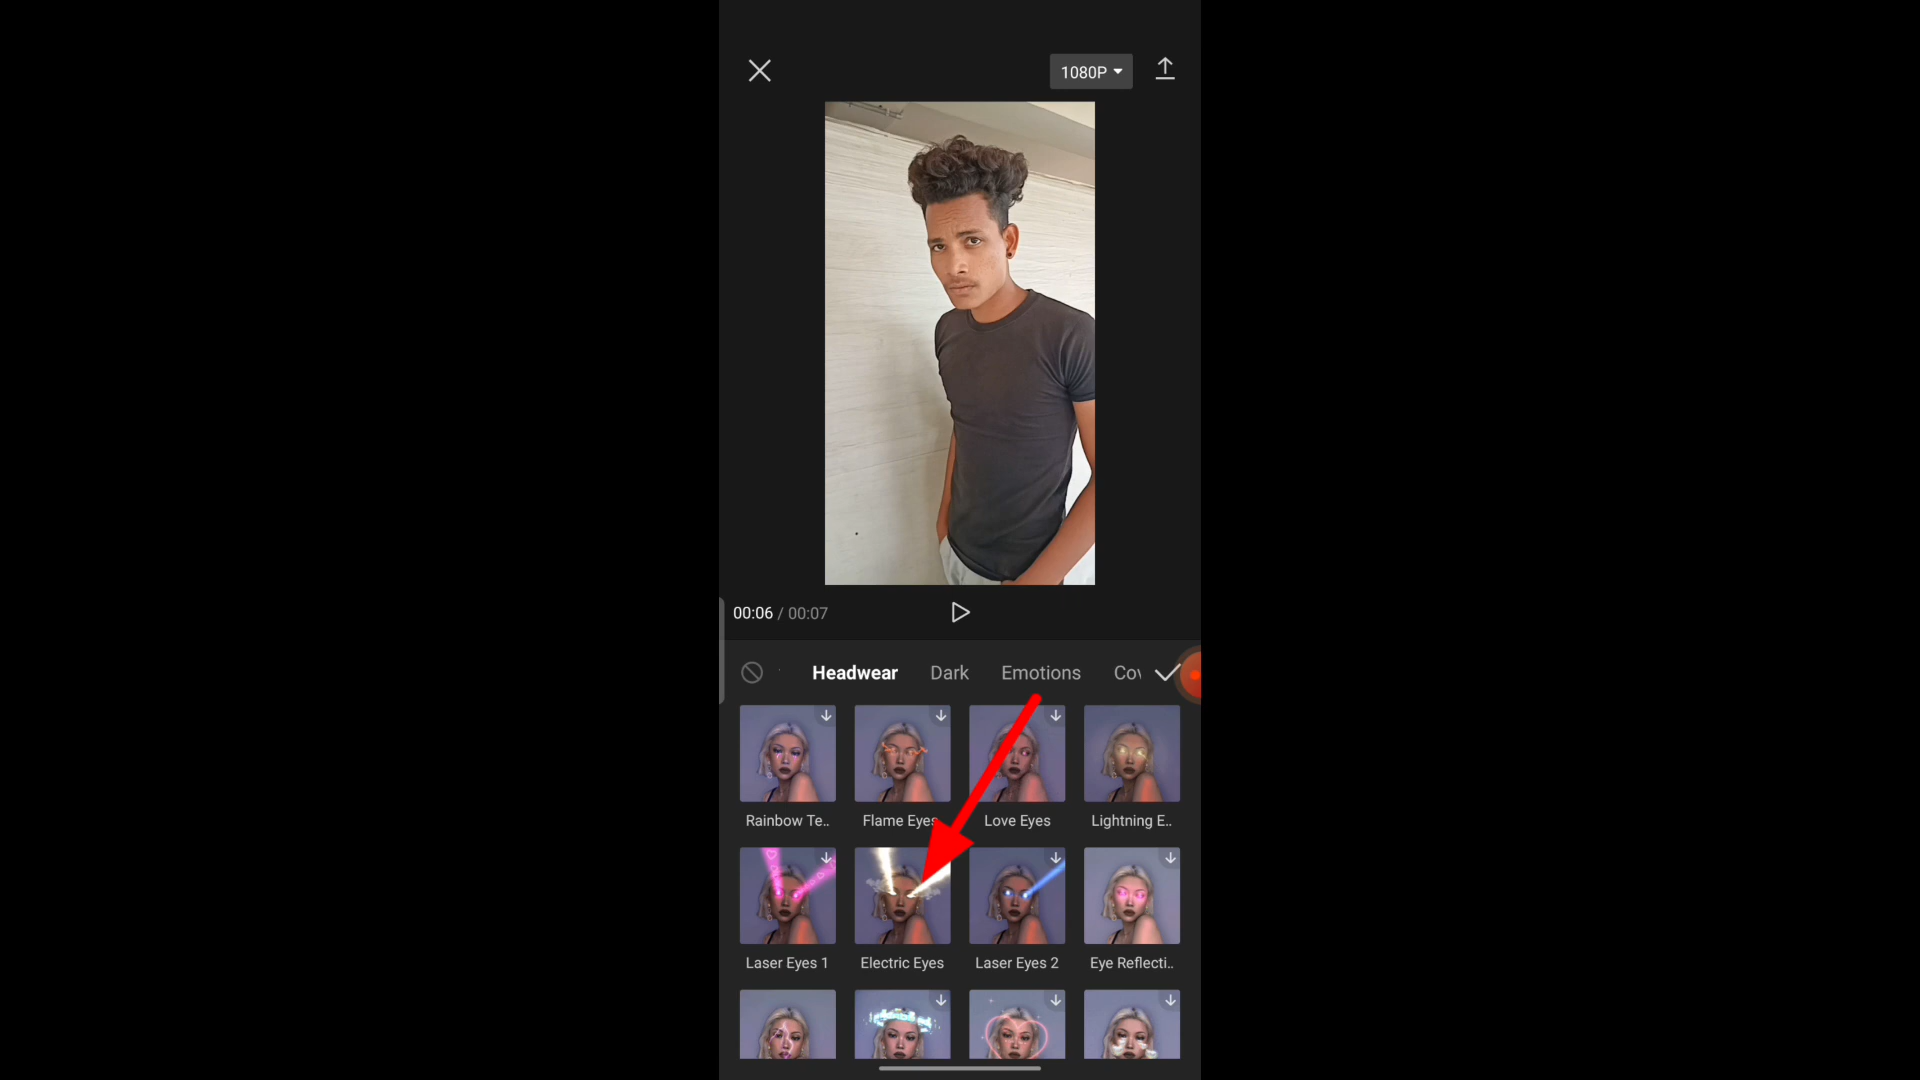 1080P
00:06 / 00:07
Headwear Dark Emotions Cov
Rainbow Te.. Flame Eyes Love Eyes Lightning E..
Laser Eyes 1 Electric Eyes Laser Eyes 2 Eye Reflecti..